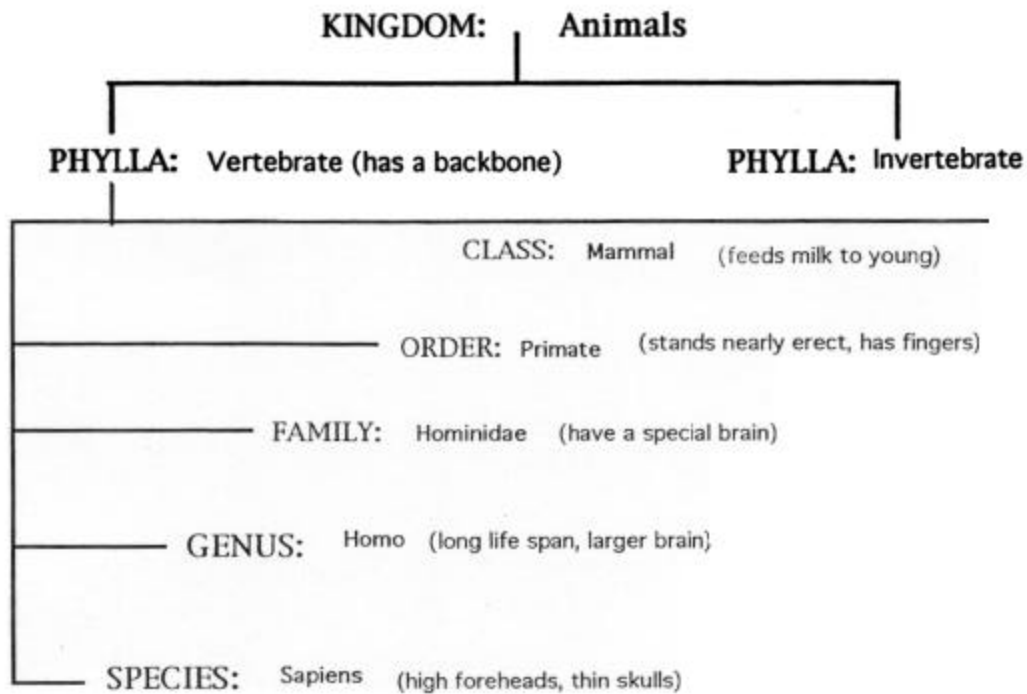 KINGDOM: Animals
PHYLLA: Vertebrate (has a backbone) PHYLLA: Invertebrate
CLASS: Mammal (feeds milk to young)
ORDER: Primate (stands nearly erect, has fingers)
FAMILY: Hominidae (have a special brain)
GENUS: Homo (long life span, larger brain)
SPECIES: Sapiens (high foreheads, thin skulls)